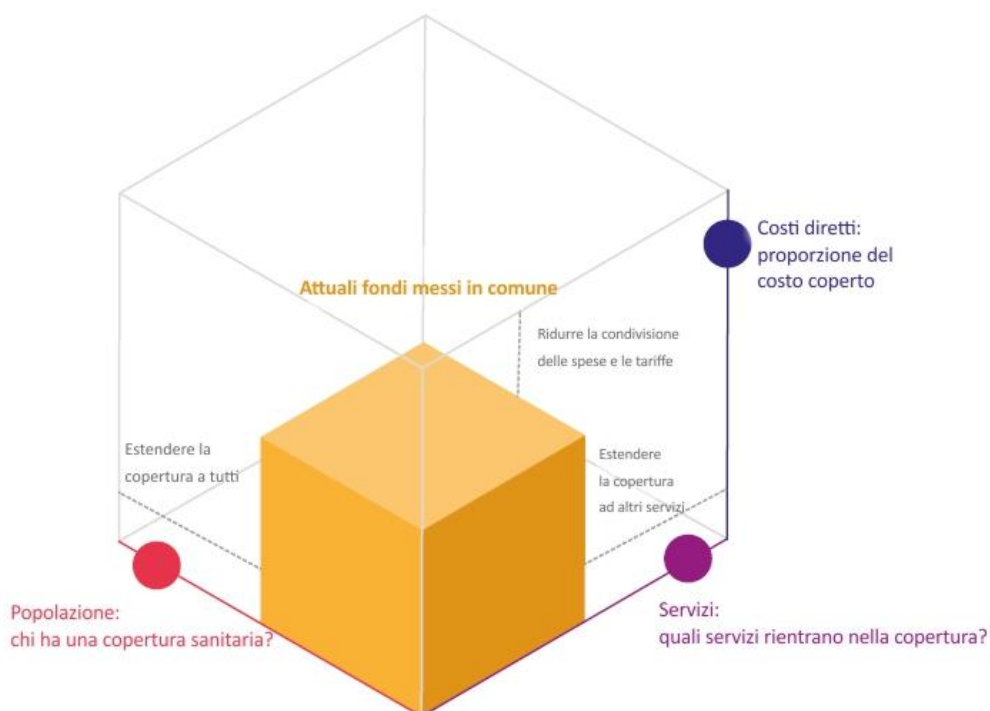 Costi diretti:
proporzione del
costo coperto
Attuali fondi messi in comune
Ridurre la condivisione
delle spese e le tariffe
Estendere la
copertura a tutti
Estendere
la copertura
ad altri servizi
Popolazione:
chi ha una copertura sanitaria?
Servizi:
quali servizi rientrano nella copertura?